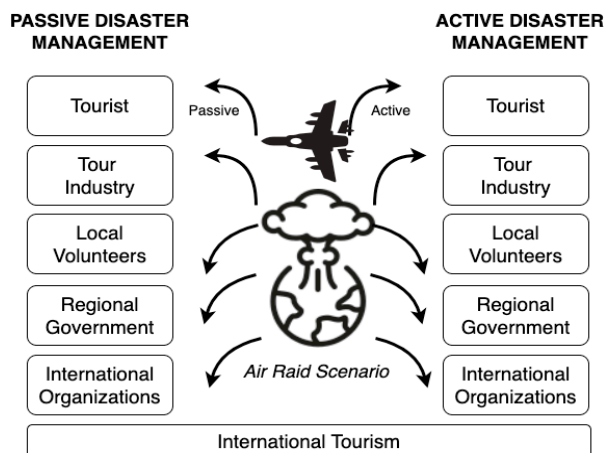 PASSIVE DISASTER
MANAGEMENT
ACTIVE DISASTER
MANAGEMENT
Tourist
Passive
Active
Tourist
Tour
Industry
Tour
Industry
Local
Volunteers
Local
Volunteers
Regional
Government
Regional
Government
International
Organizations
Air Raid Scenario
International
Organizations
International Tourism